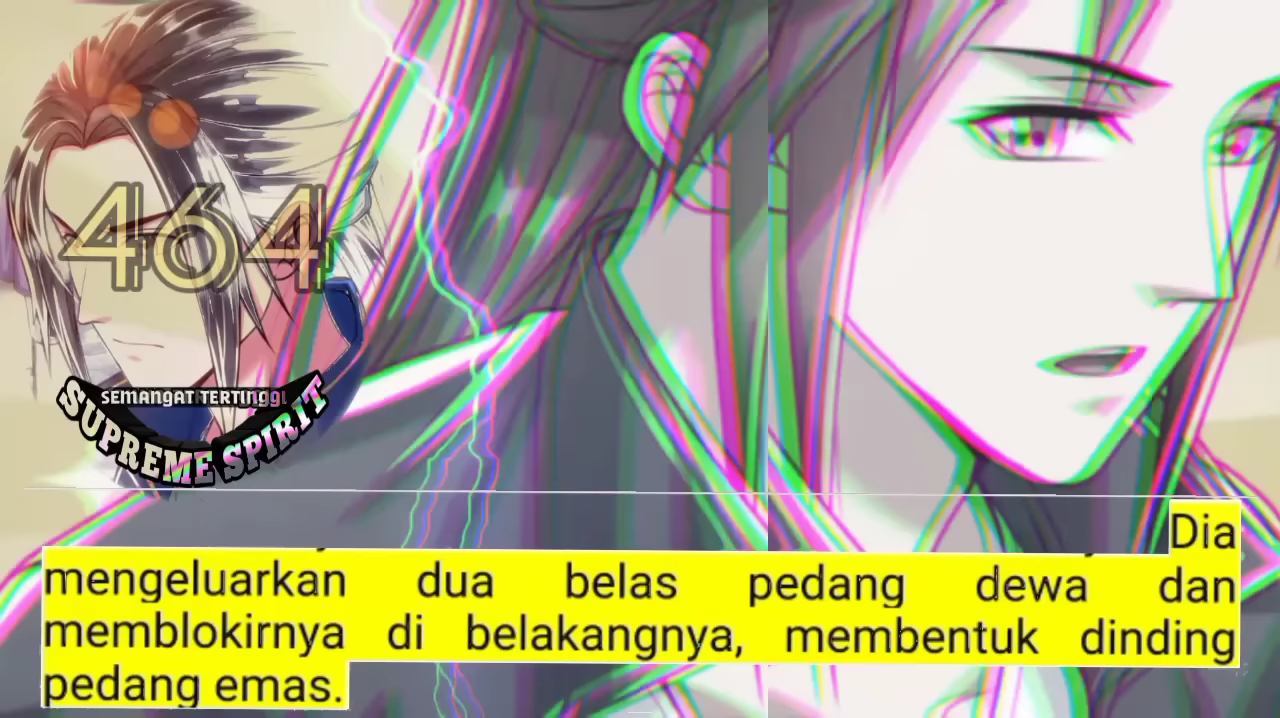 464
SEMANGAT TERTINGGI
SUPREME SPIRIT
Dia
mengeluarkan dua belas pedang dewa dan
memblokirnya di belakangnya, membentuk dinding
pedang emas.